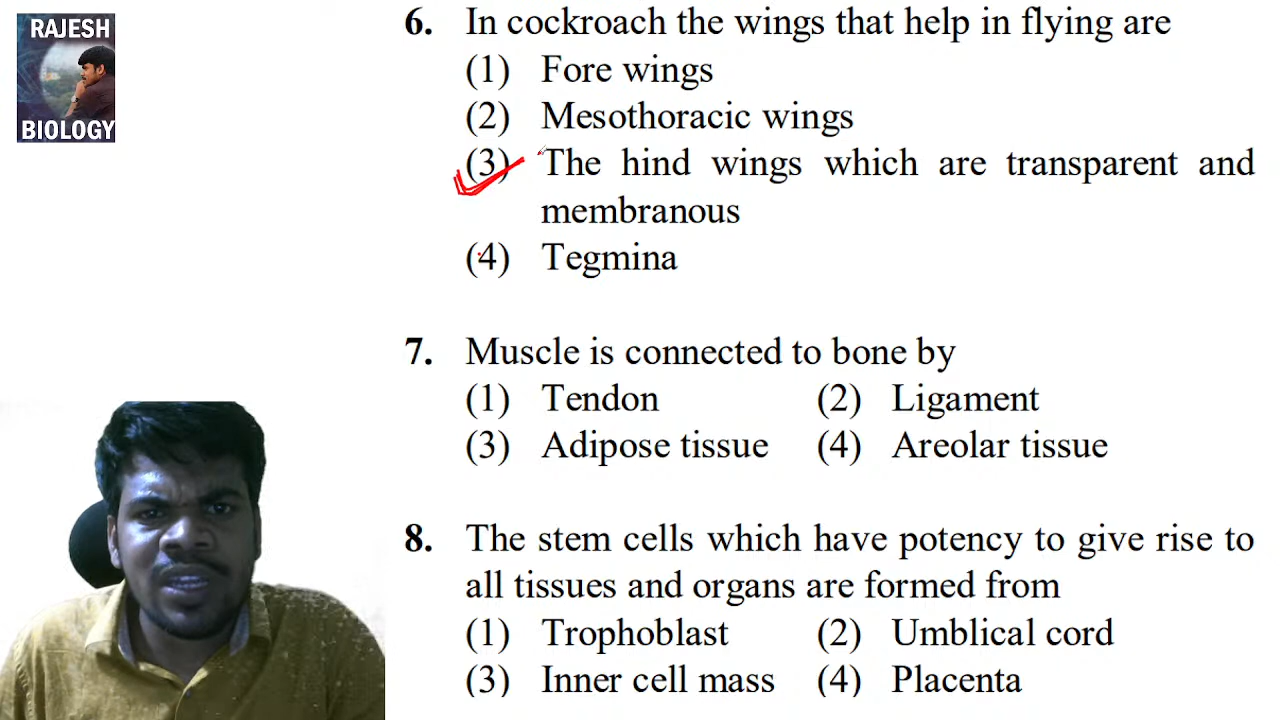 RAJESH
BIOLOGY
6. In cockroach the wings that help in flying are
(1) Fore wings
(2) Mesothoracic wings
(3) The hind wings which are transparent and
membranous
(4) Tegmina
7. Muscle is connected to bone by
(1) Tendon (2) Ligament
(3) Adipose tissue (4) Areolar tissue
8. The stem cells which have potency to give rise to
all tissues and organs are formed from
(1) Trophoblast (2) Umblical cord
(3) Inner cell mass (4) Placenta